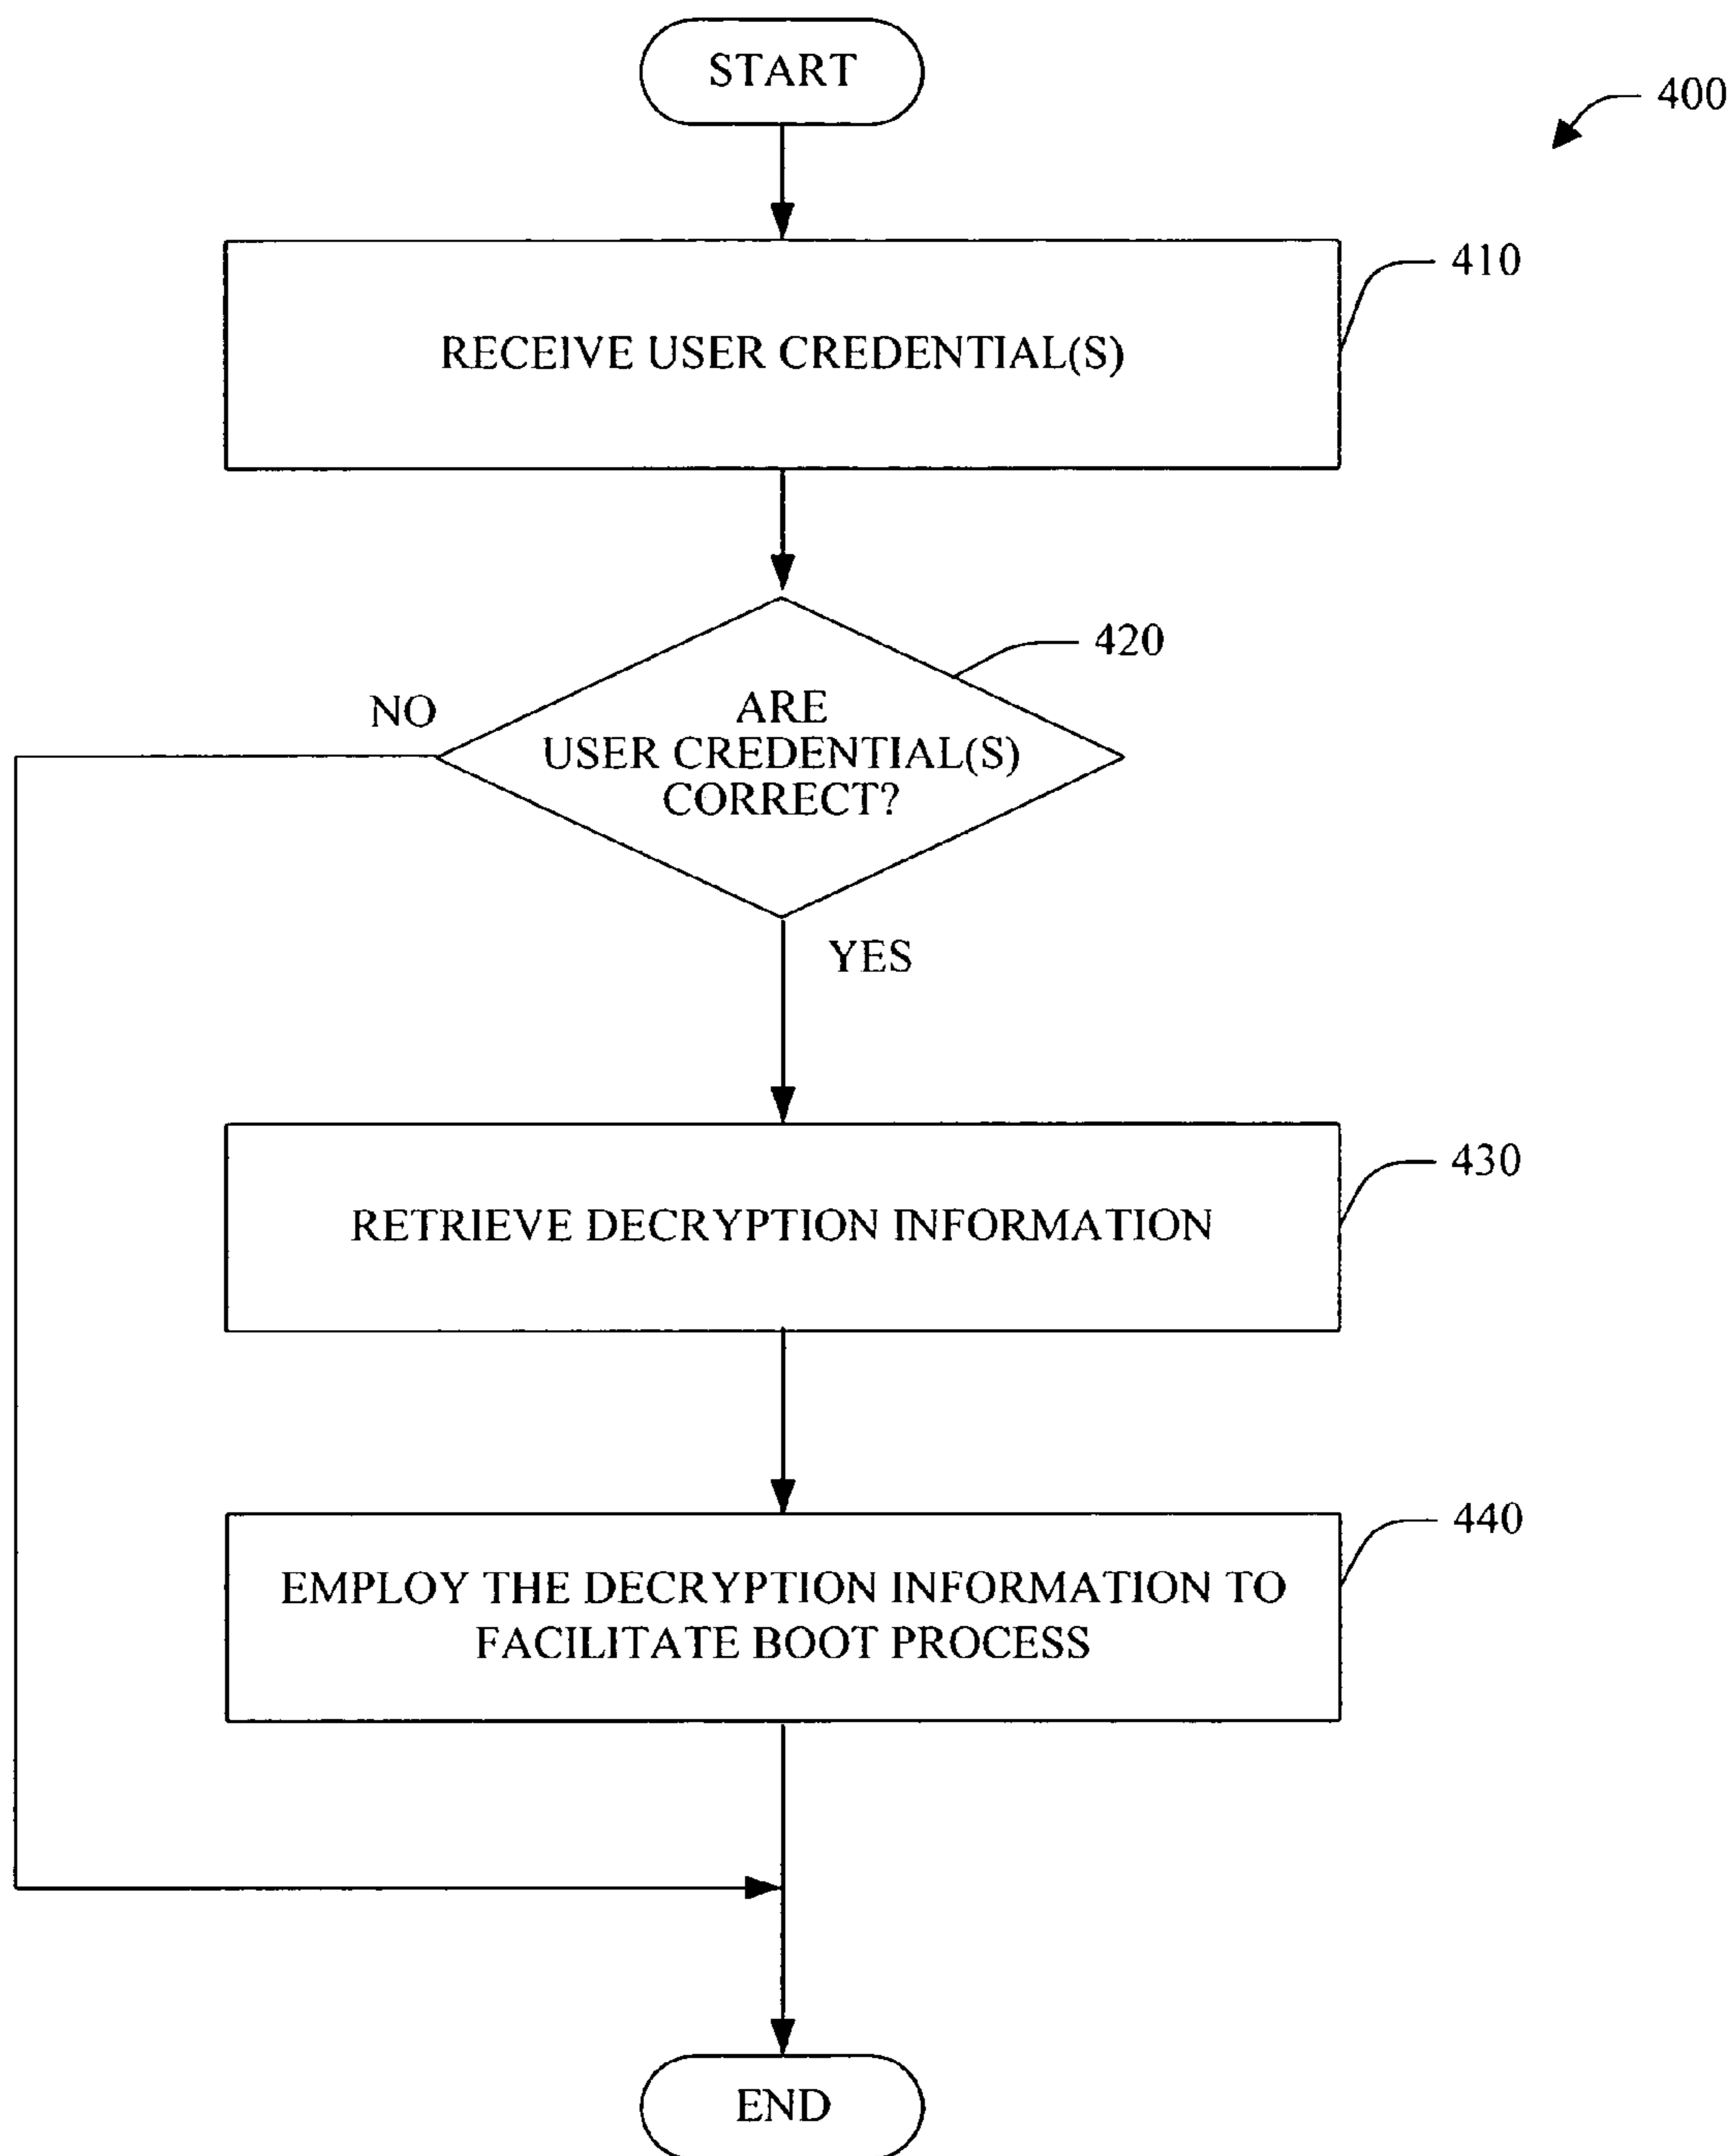 START
400
RECEIVE USER CREDENTIAL(S)
410
420
NO
ARE
USER CREDENTIAL(S)
CORRECT?
YES
RETRIEVE DECRYPTION INFORMATION
430
EMPLOY THE DECRYPTION INFORMATION TO
FACILITATE BOOT PROCESS
440
END